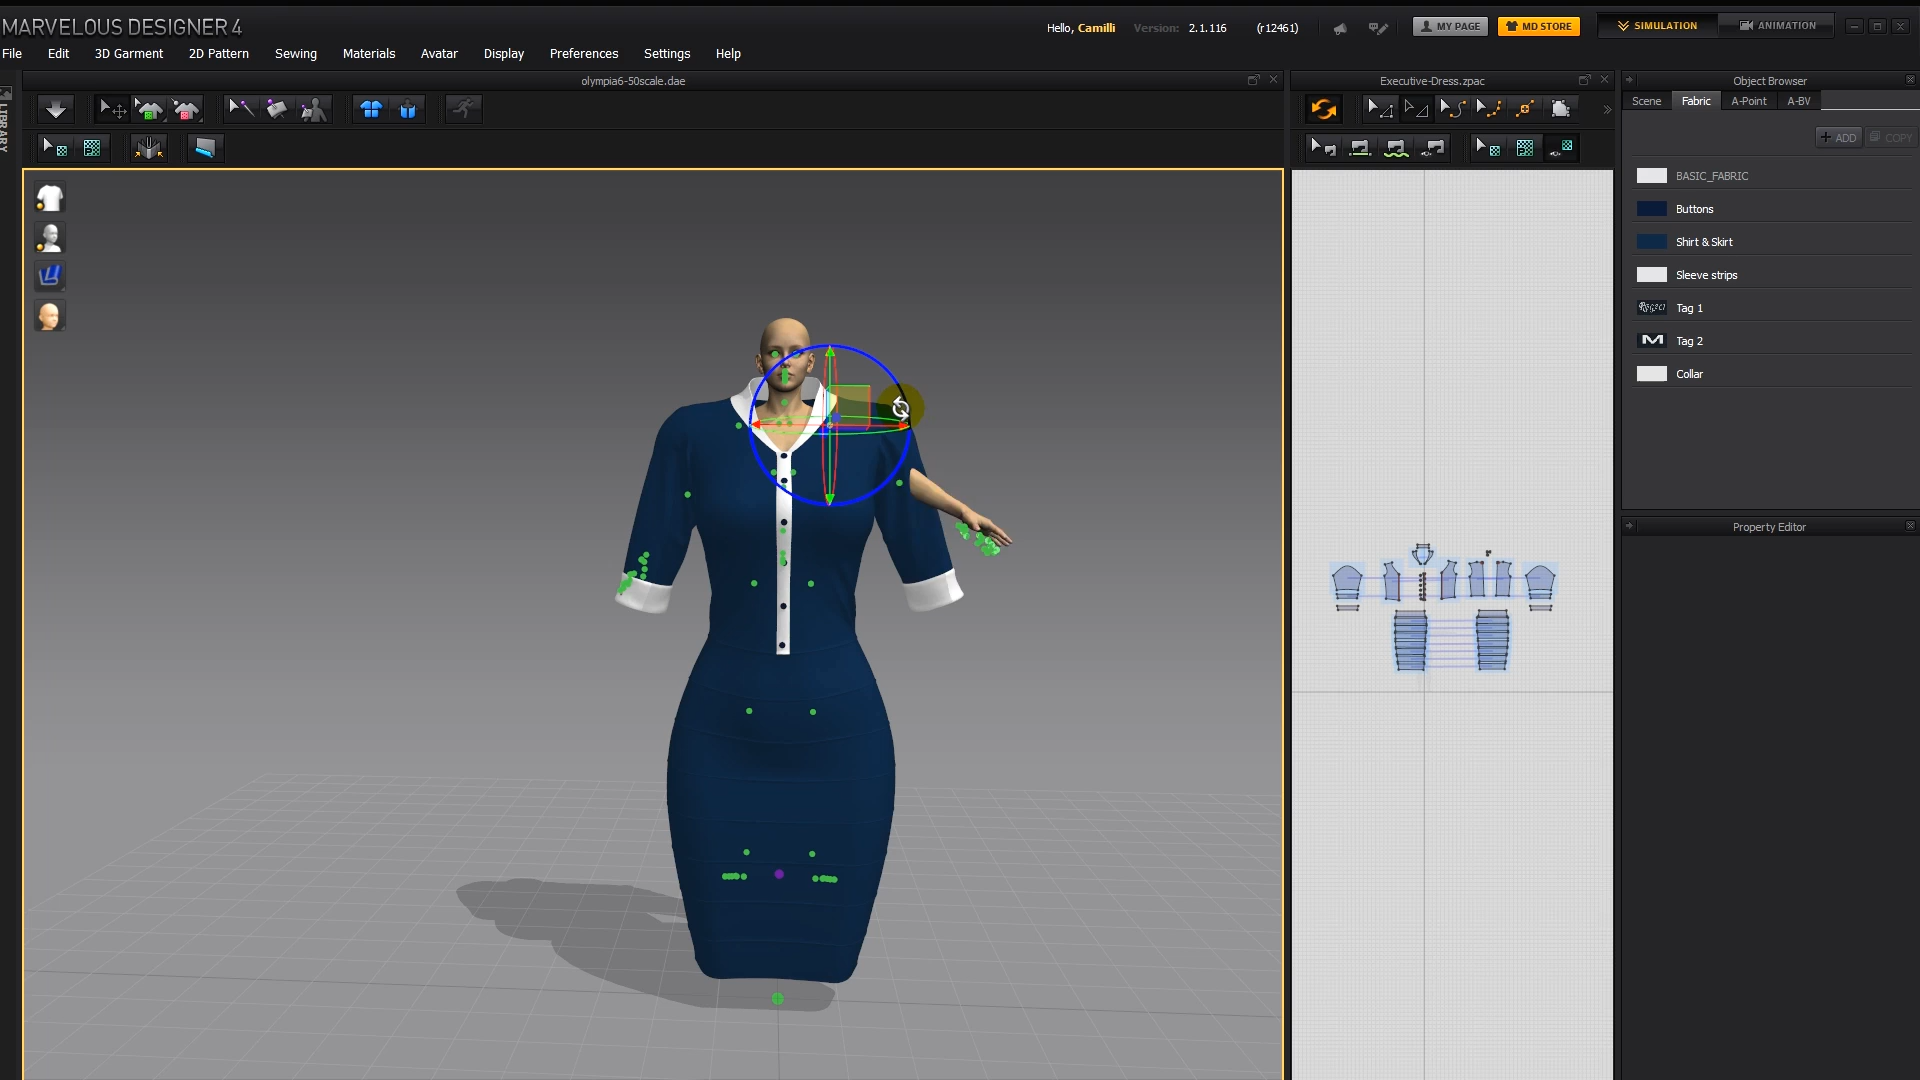 MARVELOUS DESIGNER 4
Hello, Camilli
Version: 2.1.116 (r12461)
MY PAGE
MD STORE
SIMULATION
ANIMATION
File Edit 3D Garment 2D Pattern Sewing Materials Avatar Display Preferences Settings Help
olympia6-50scale.dae
Executive-Dress.zpac
Object Browser
LIBRARY
Scene Fabric A-Point A-BV
+ ADD
COPY
BASIC_FABRIC
Buttons
Shirt & Skirt
Sleeve strips
Tag 1
Tag 2
Collar
Property Editor